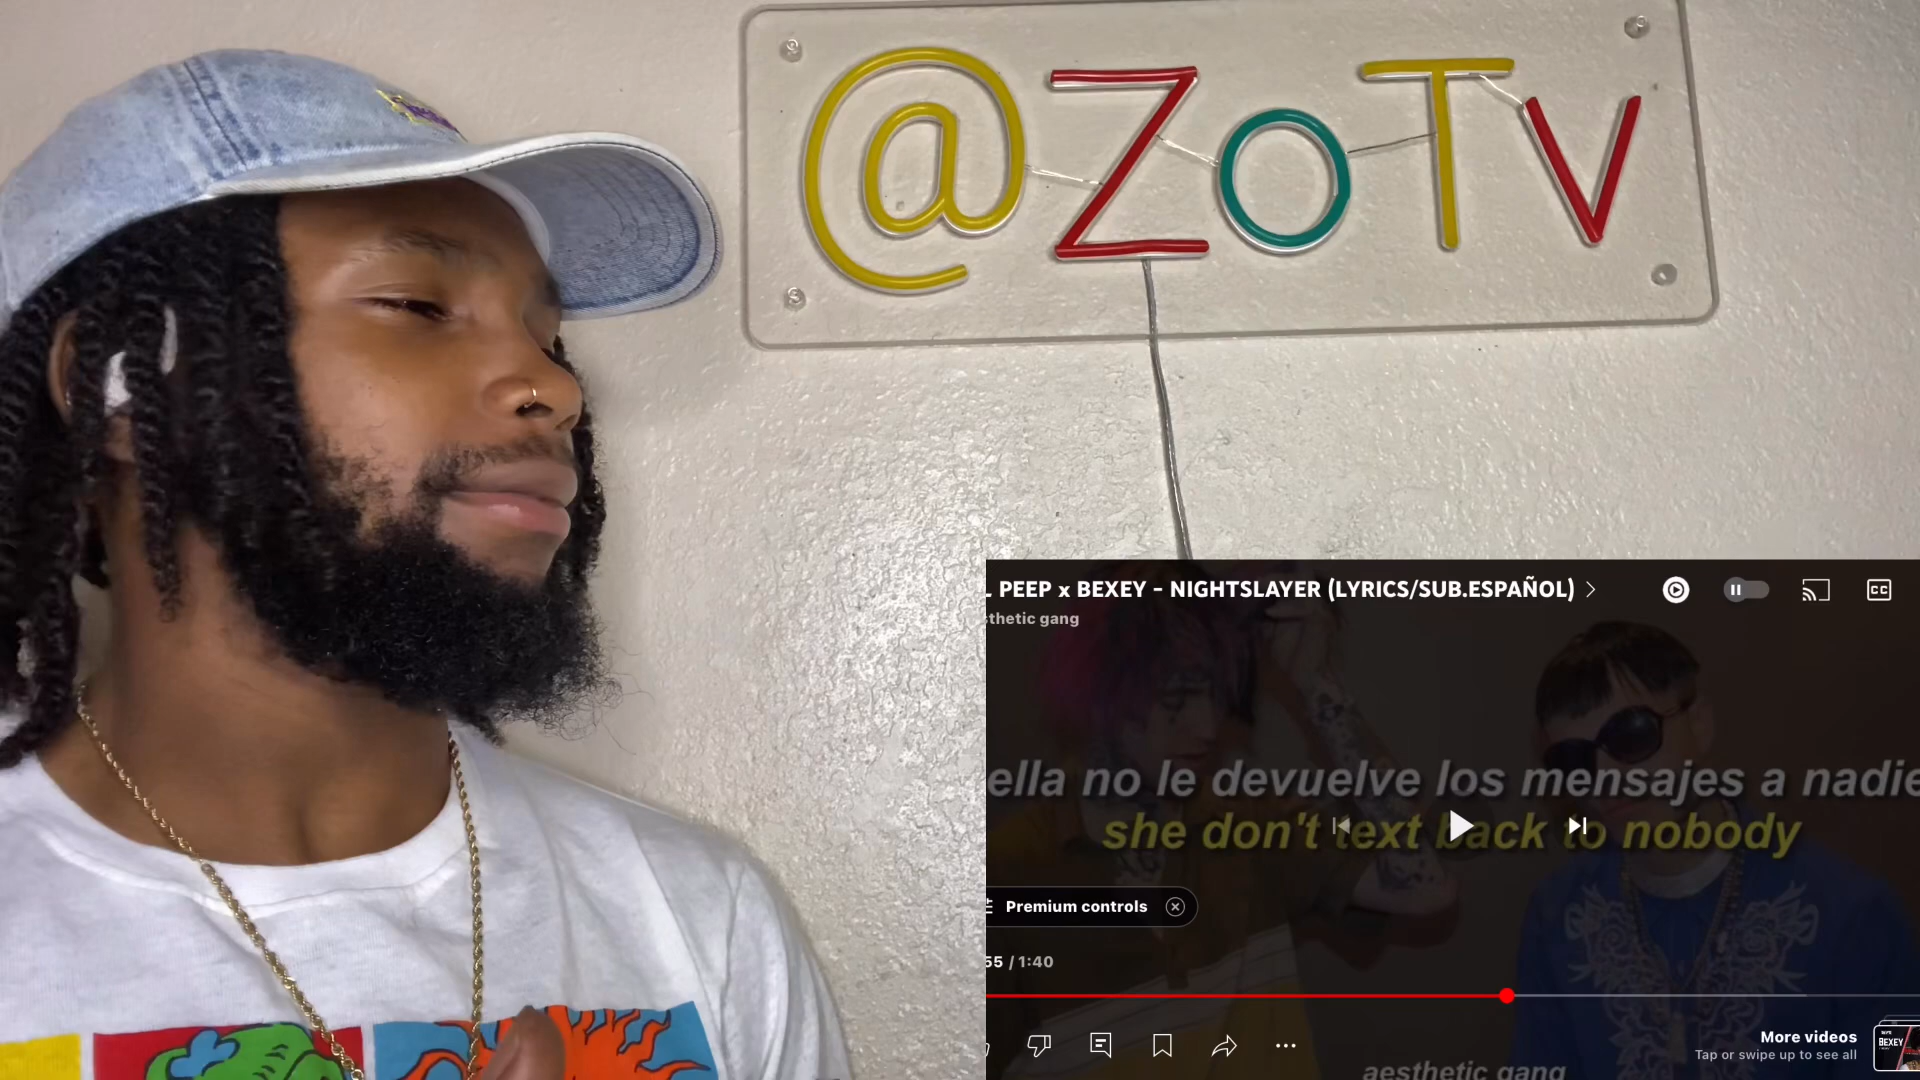 @ZoTV
PEEP x BEXEY - NIGHTSLAYER (LYRICS/SUB.ESPAÑOL)
sthetic gang
CC
ella no le devuelve los mensajes a nadie
she don't text back to nobody
Premium controls
55 / 1:40
More videos
Tap or swipe up to see all
BEXEY
aesthetic gang